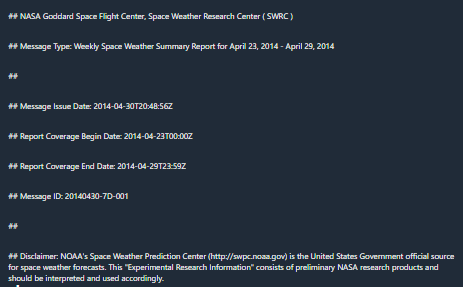 ## NASA Goddard Space Flight Center, Space Weather Research Center ( SWRC )
## Message Type: Weekly Space Weather Summary Report for April 23, 2014 - April 29, 2014
##
## Message Issue Date: 2014-04-30T20:48:56Z
## Report Coverage Begin Date: 2014-04-23T00:00Z
## Report Coverage End Date: 2014-04-29T23:59Z
## Message ID: 20140430-7D-001
##
## Disclaimer: NOAA's Space Weather Prediction Center (http://swpc.noaa.gov) is the United States Government official source
for space weather forecasts. This "Experimental Research Information" consists of preliminary NASA research products and
should be interpreted and used accordingly.